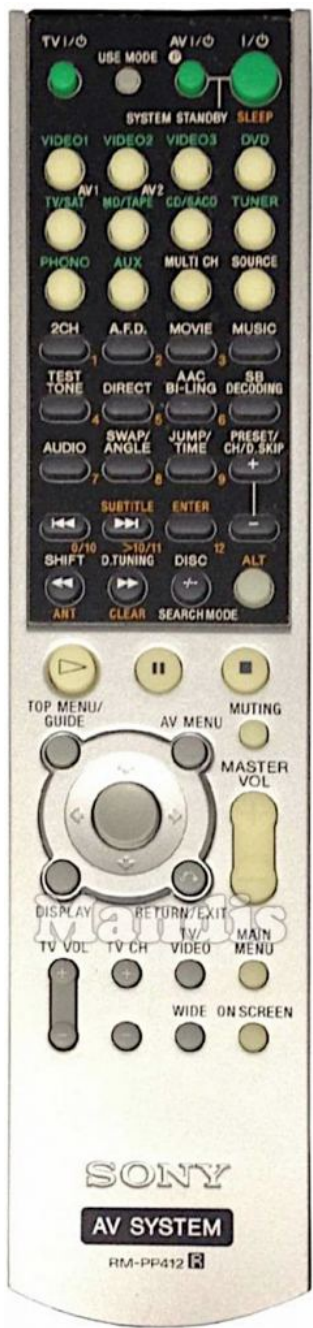 TV I/⏻ AV I/⏻ I/⏻
USE MODE P
SYSTEM STANDBY SLEEP
VIDEO1 VIDEO2 VIDEO3 DVD
AV1 AV2
TV/SAT MD/TAPE CD/SACD TUNER
PHONO AUX MULTI CH SOURCE
2CH A.F.D. MOVIE MUSIC
1 2 3
TEST TONE DIRECT AAC BI-LING SB DECODING
4 5 6
AUDIO SWAP/ANGLE JUMP/TIME PRESET/CH/D.SKIP
7 8 9 +
SUBTITLE ENTER
⏮ ⏭ −
0/10 >10/11 12
SHIFT D.TUNING DISC ALT
◀◀ ▶▶ -/--
ANT CLEAR SEARCH MODE
TOP MENU/GUIDE AV MENU MUTING
MASTER VOL
DISPLAY RETURN/EXIT
Mandis
TV VOL TV CH TV/VIDEO MAIN MENU
+ +
WIDE ON SCREEN
− −
SONY
AV SYSTEM
RM-PP412 R